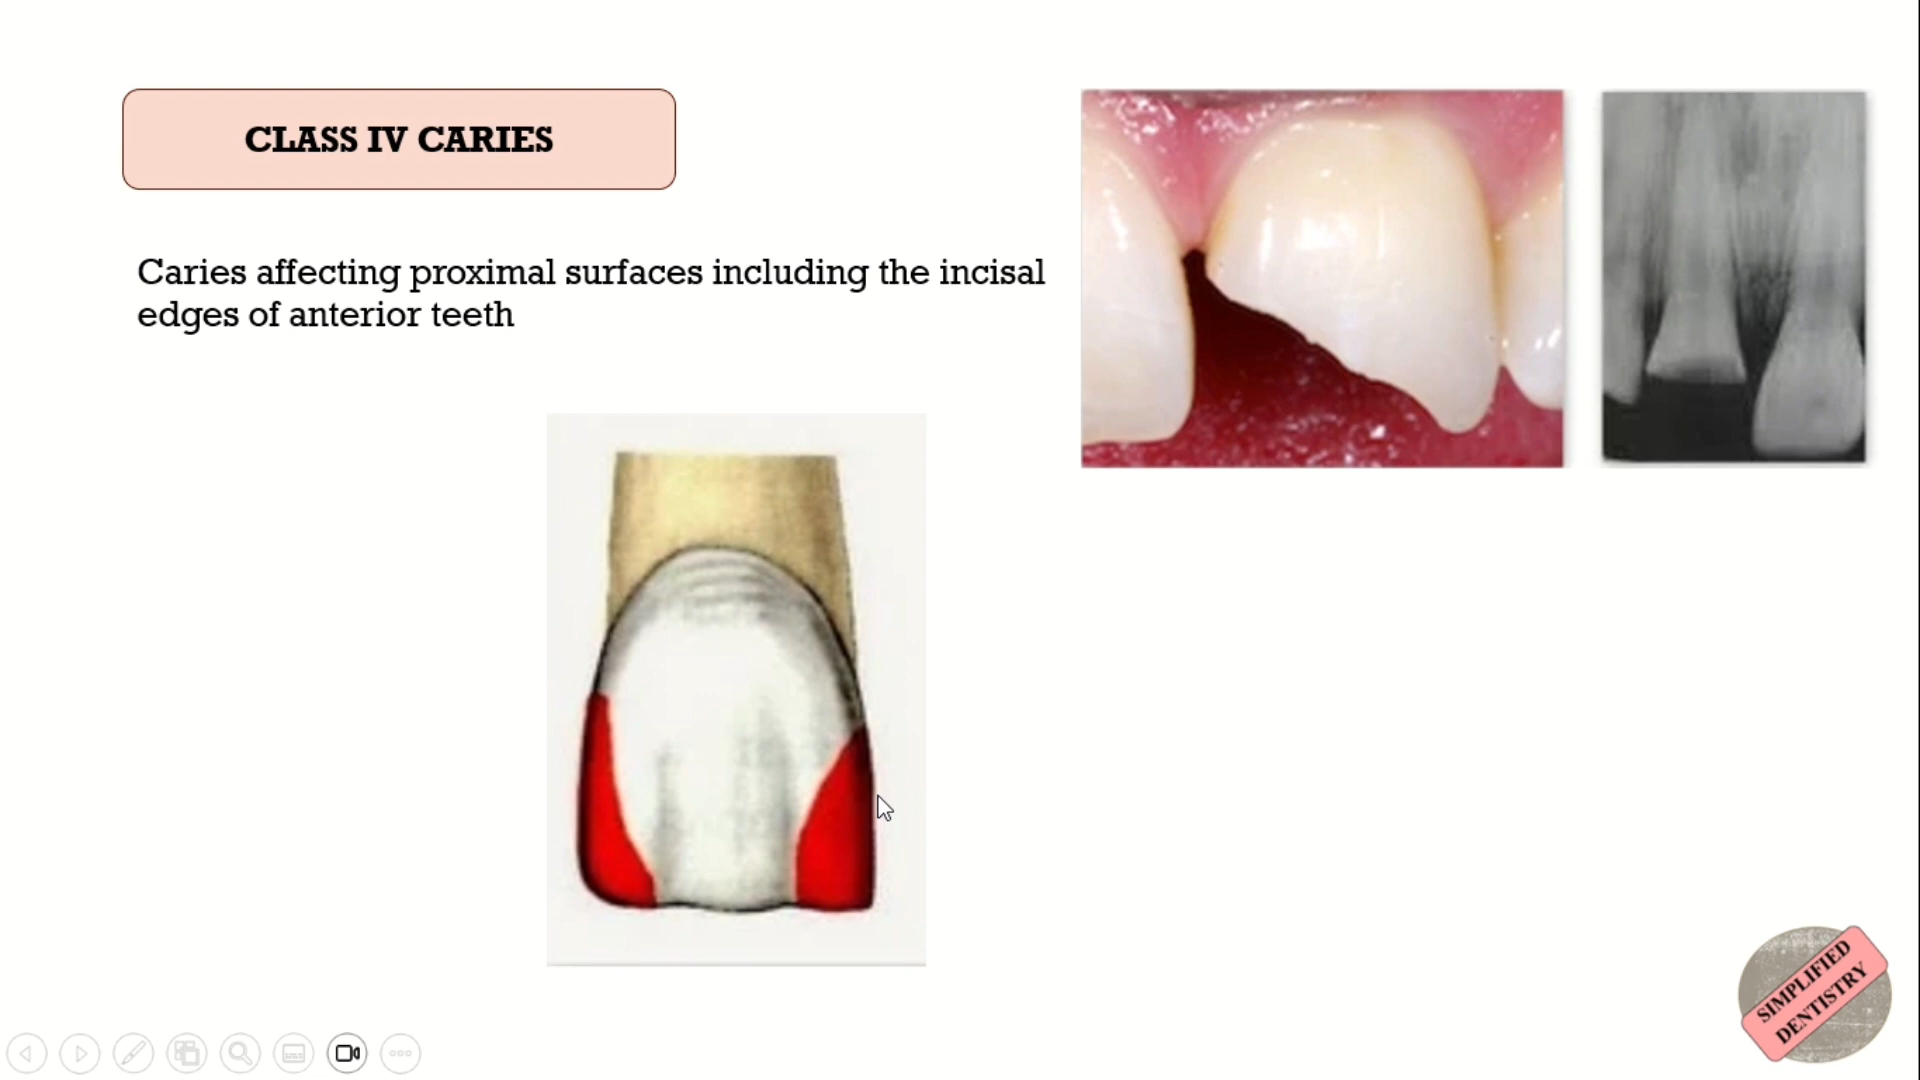 CLASS IV CARIES
Caries affecting proximal surfaces including the incisal
edges of anterior teeth
SIMPLIFIED
DENTISTRY